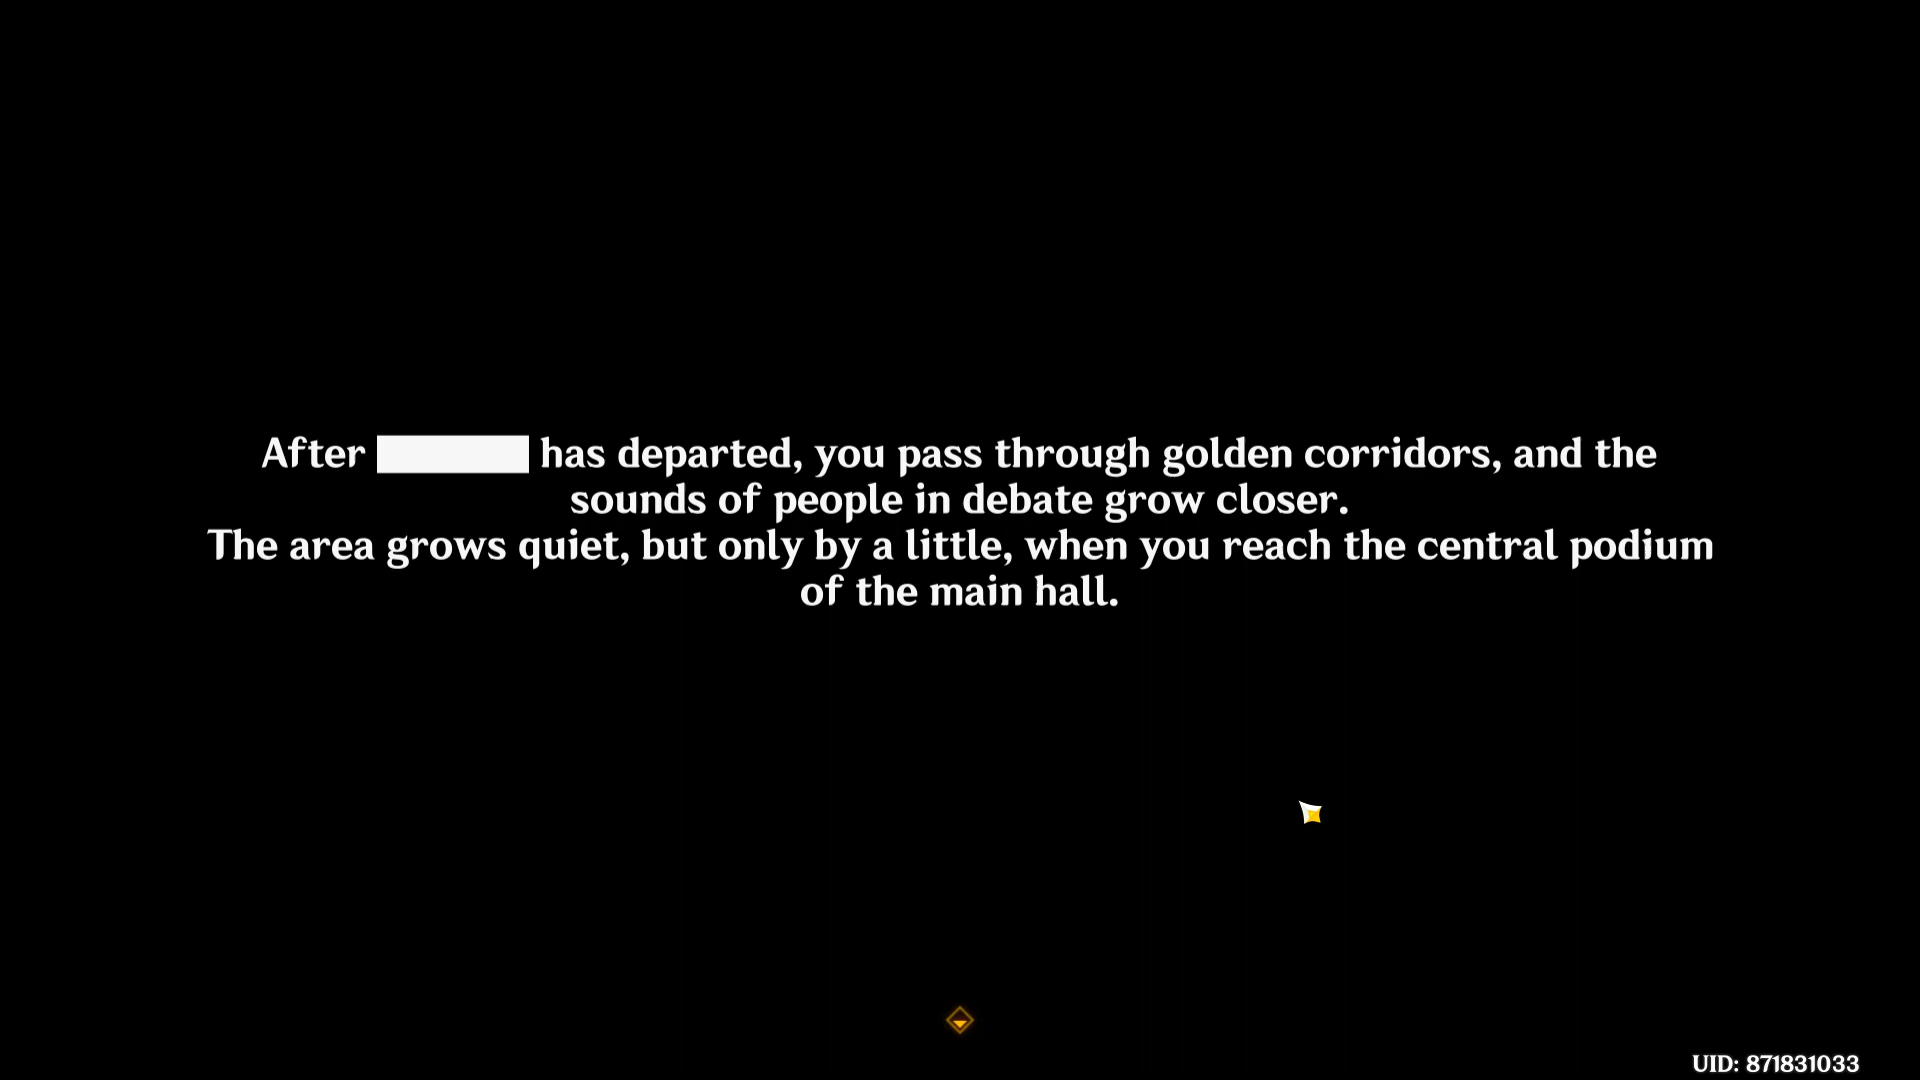 After has departed, you pass through golden corridors, and the
sounds of people in debate grow closer.
The area grows quiet, but only by a little, when you reach the central podium
of the main hall.
UID: 871831033